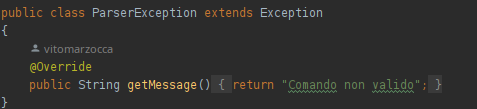 public class ParserException extends Exception
{
vitomarzocca
@Override
public String getMessage() { return "Comando non valido"; }
}